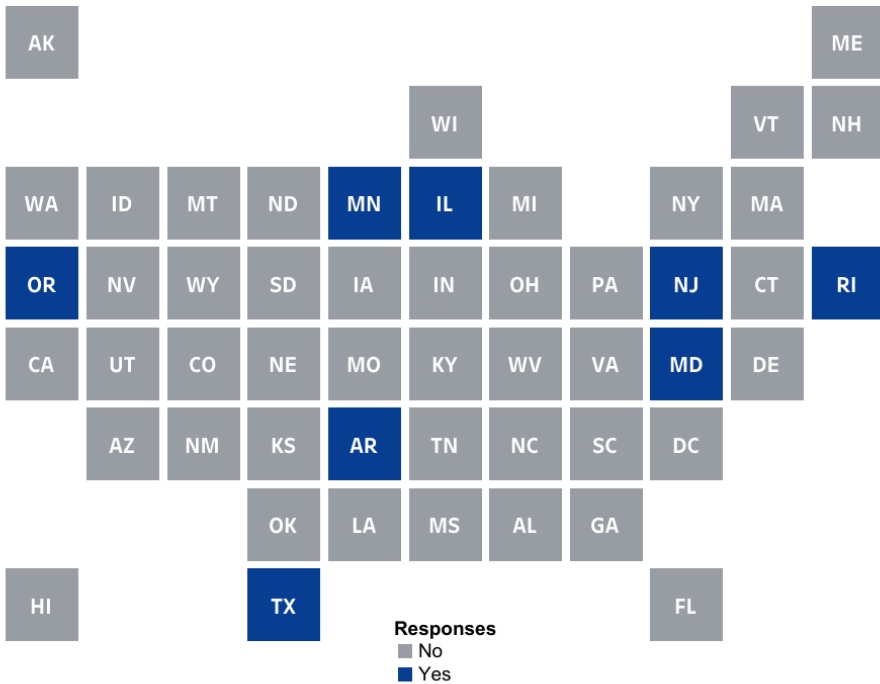 AK ME
WI VT NH
WA ID MT ND MN IL MI NY MA
OR NV WY SD IA IN OH PA NJ CT RI
CA UT CO NE MO KY WV VA MD DE
AZ NM KS AR TN NC SC DC
OK LA MS AL GA
HI TX FL
Responses
No
Yes